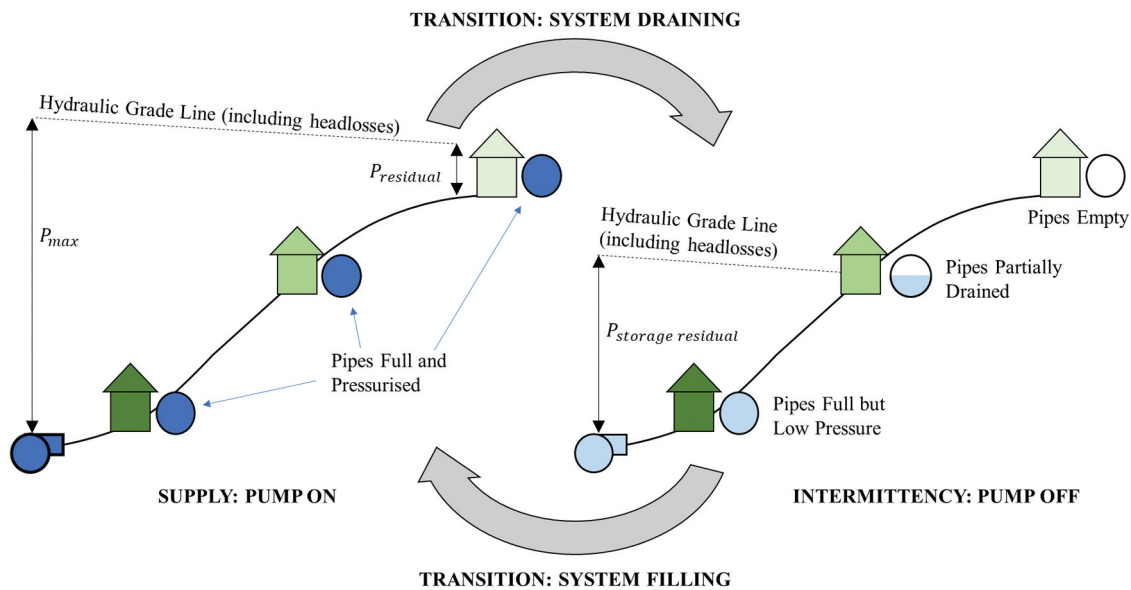 TRANSITION: SYSTEM DRAINING
Hydraulic Grade Line (including headlosses)
P_residual
P_max
Pipes Full and
Pressurised
SUPPLY: PUMP ON
Hydraulic Grade Line
(including headlosses)
Pipes Empty
Pipes Partially
Drained
P_storage residual
Pipes Full but
Low Pressure
INTERMITTENCY: PUMP OFF
TRANSITION: SYSTEM FILLING